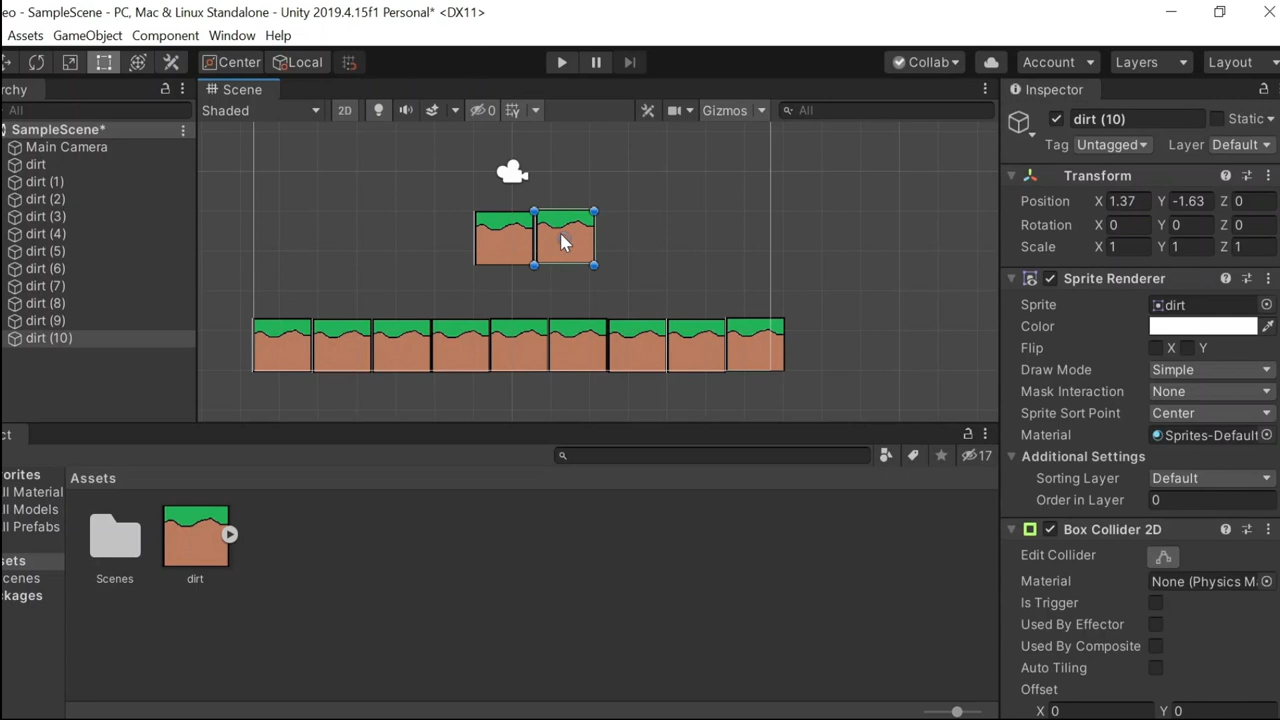 eo - SampleScene - PC, Mac & Linux Standalone - Unity 2019.4.15f1 Personal* <DX11>
Assets GameObject Component Window Help
Center Local Collab Account Layers Layout
rchy Scene Inspector
All Shaded 2D 0 Gizmos All dirt (10) Static
SampleScene*
Tag Untagged Layer Default
Main Camera
dirt
Transform
dirt (1)
dirt (2)
Position X 1.37 Y -1.63 Z 0
dirt (3)
Rotation X 0 Y 0 Z 0
dirt (4)
Scale X 1 Y 1 Z 1
dirt (5)
dirt (6)
Sprite Renderer
dirt (7)
dirt (8)
Sprite dirt
dirt (9)
Color
dirt (10)
Flip X Y
Draw Mode Simple
Mask Interaction None
Sprite Sort Point Center
ct
Material Sprites-Default
17
Additional Settings
vorites
Assets
Sorting Layer Default
ll Material
ll Models
Order in Layer 0
ll Prefabs
Box Collider 2D
sets
Edit Collider
cenes
Scenes dirt
Material None (Physics M
ckages
Is Trigger
Used By Effector
Used By Composite
Auto Tiling
Offset
X 0 Y 0